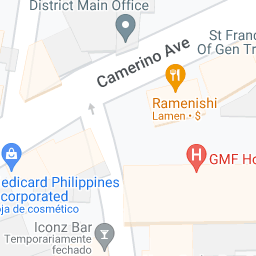 District Main Office
Camerino Ave
St Franc
Of Gen Tr
Ramenishi
Lamen • $
GMF Ho
edicard Philippines
corporated
oja de cosmético
Iconz Bar
Temporariamente
fechado